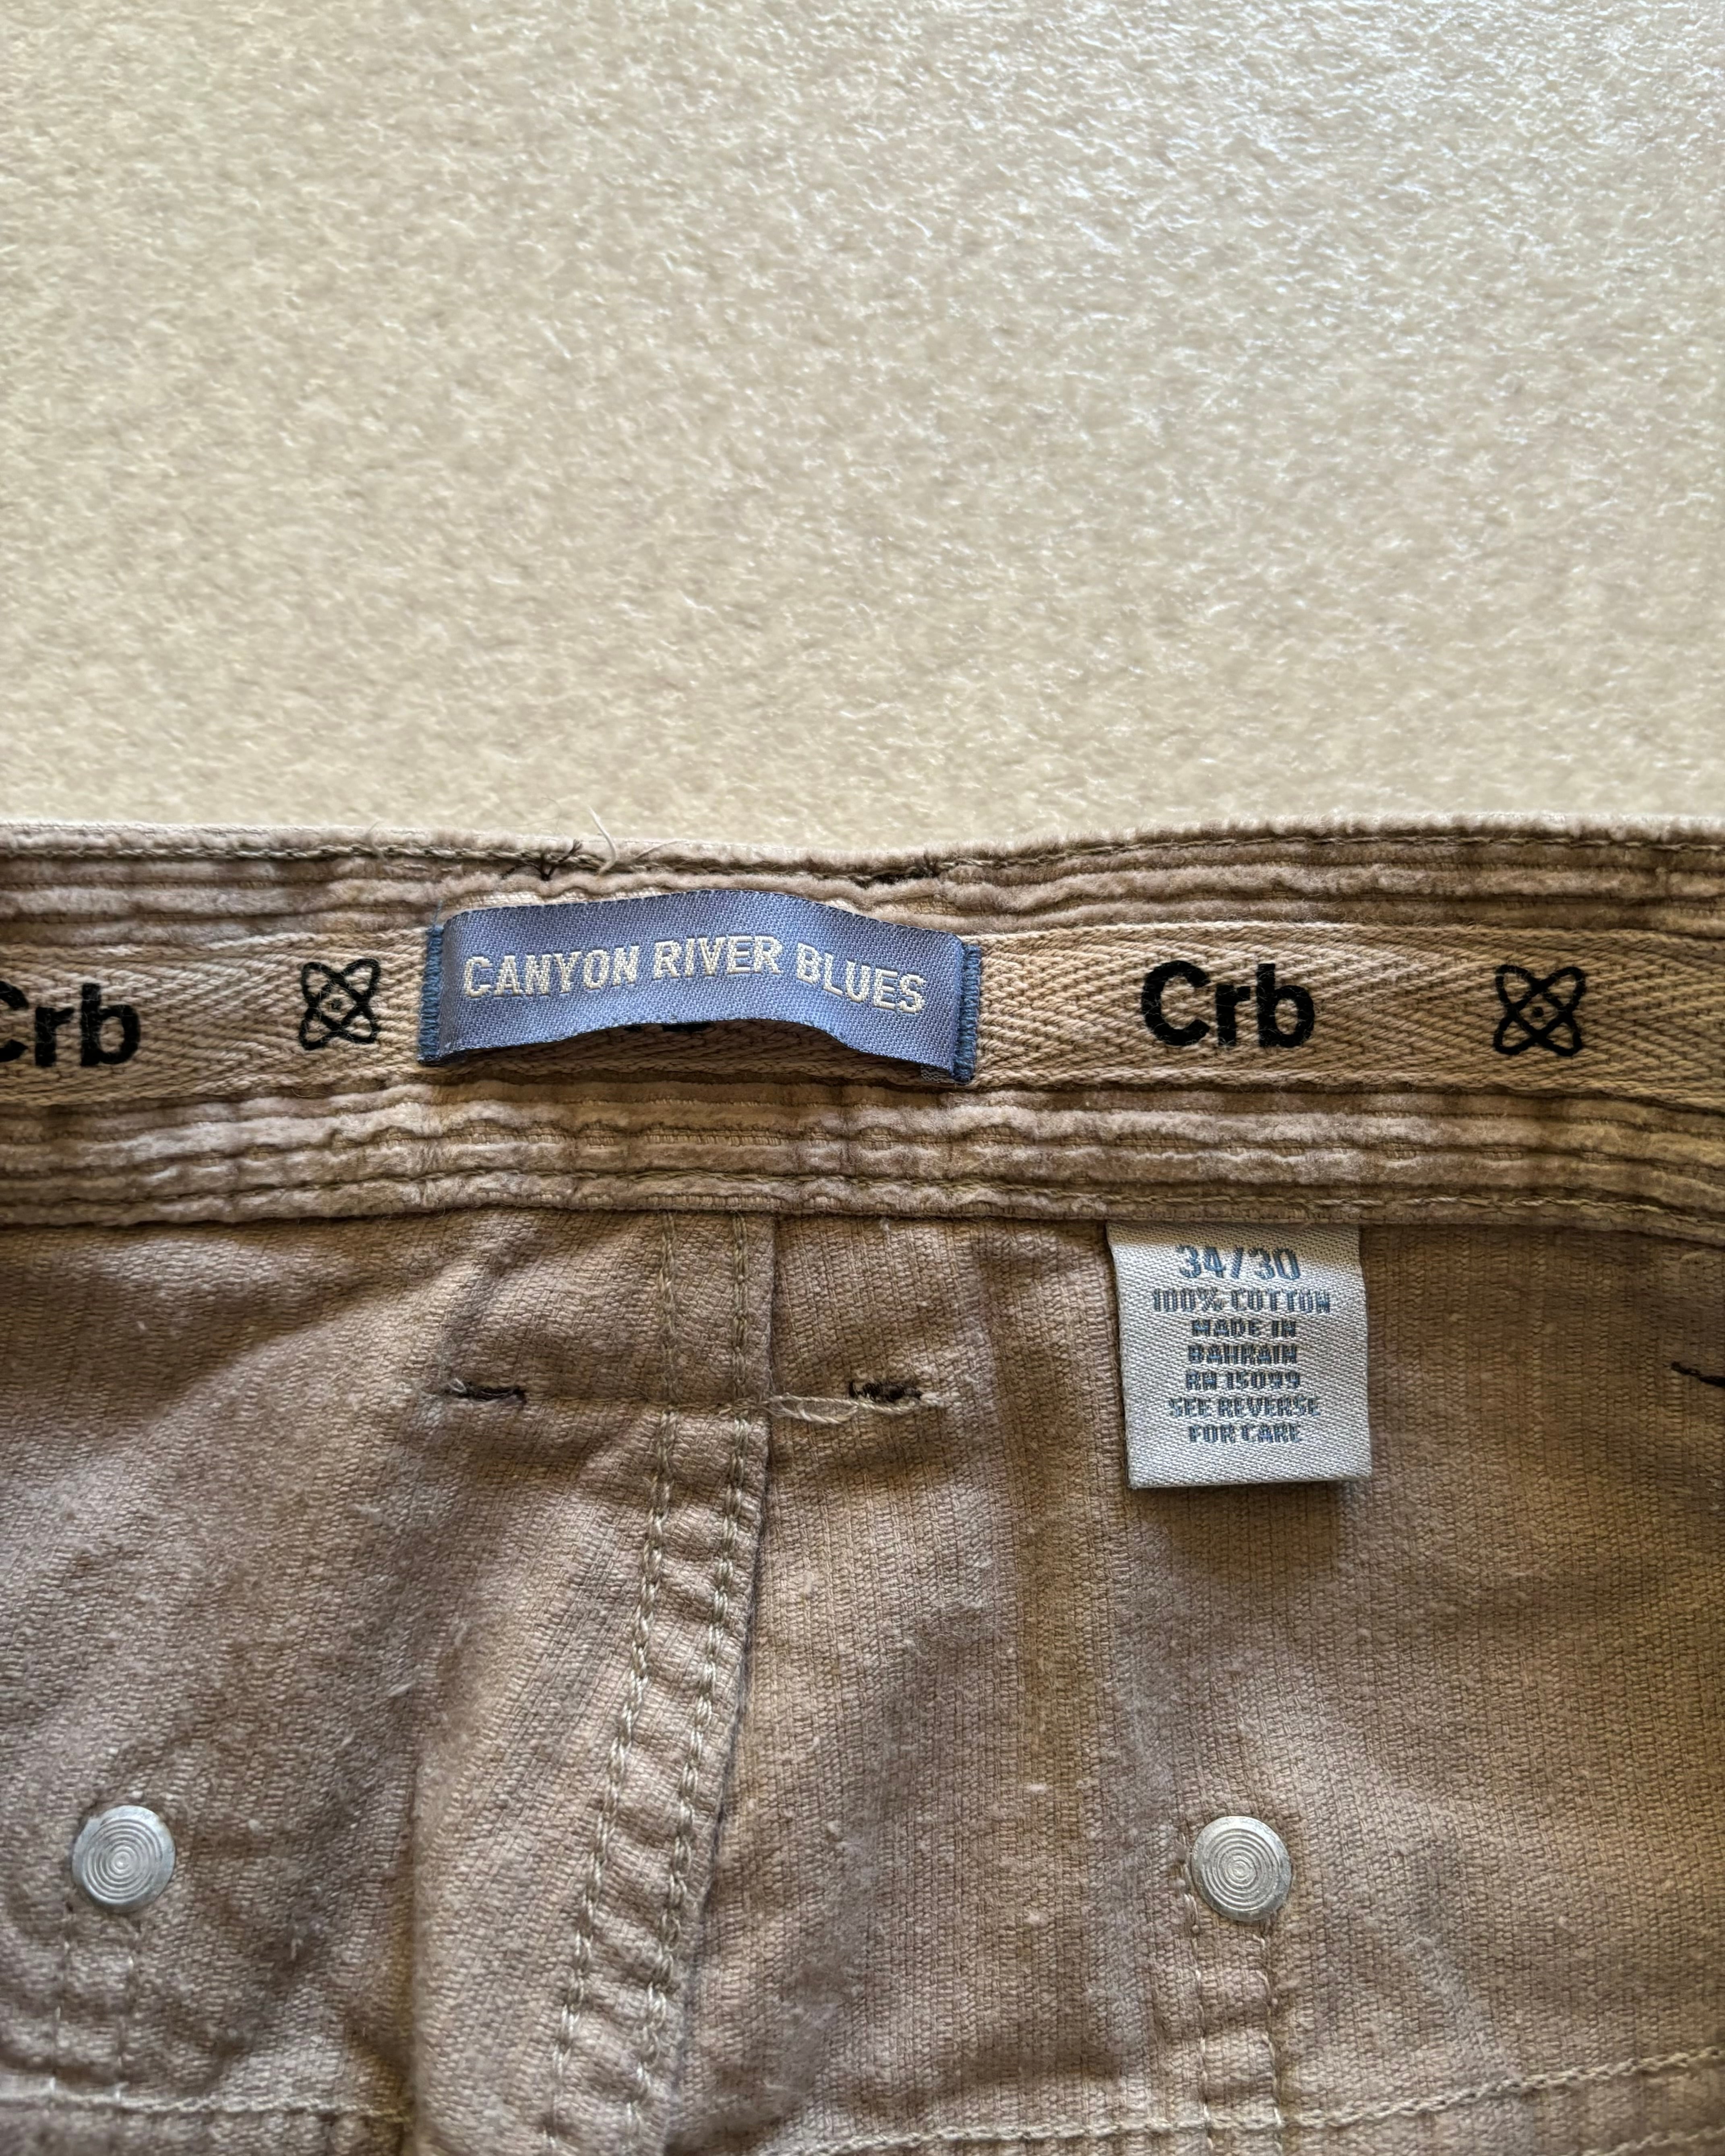 Crb
CANYON RIVER BLUES
Crb
34/30
100% COTTON
MADE IN
BAHRAIN
RN 15099
SEE REVERSE
FOR CARE